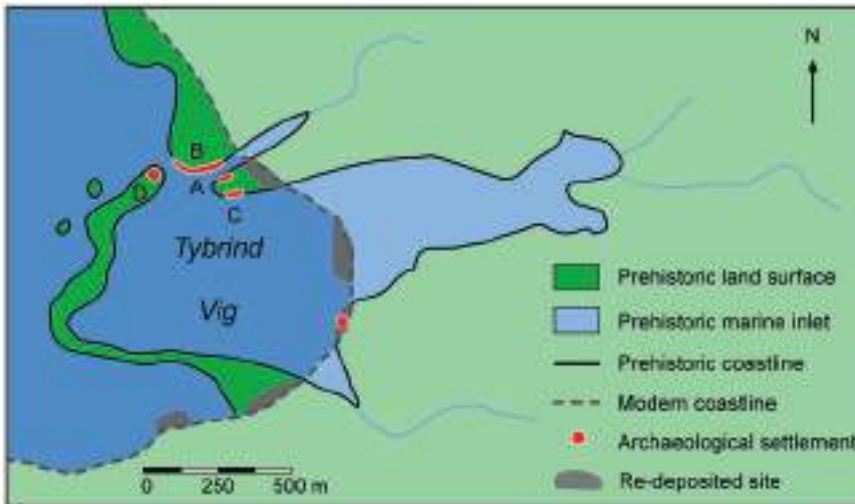 N
B
A
D
C
Tybrind
Vig
Prehistoric land surface
Prehistoric marine inlet
Prehistoric coastline
Modern coastline
Archaeological settlement
Re-deposited site
0 250 500 m